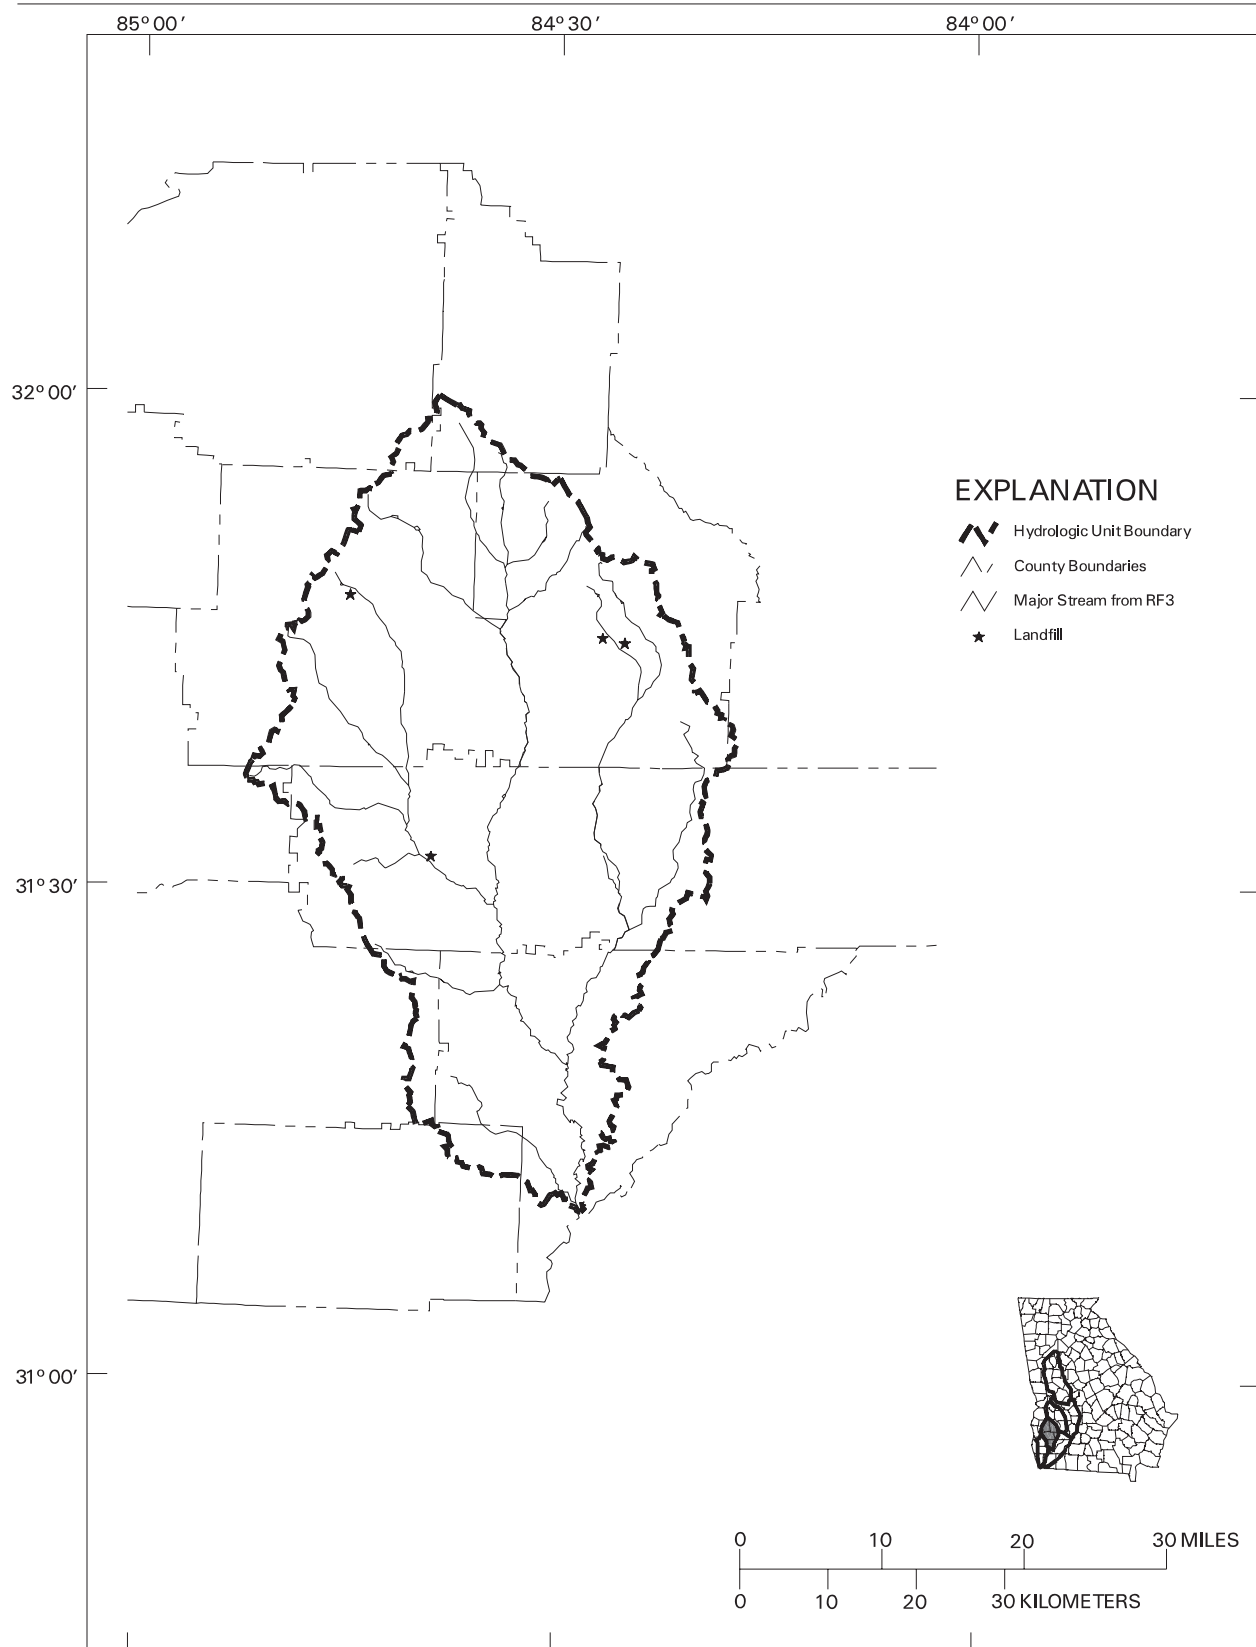 85°00'
84°30'
84°00'
32°00'
EXPLANATION
Hydrologic Unit Boundary
County Boundaries
Major Stream from RF3
Landfill
31°30'
31°00'
0 10 20 30 MILES
0 10 20 30 KILOMETERS